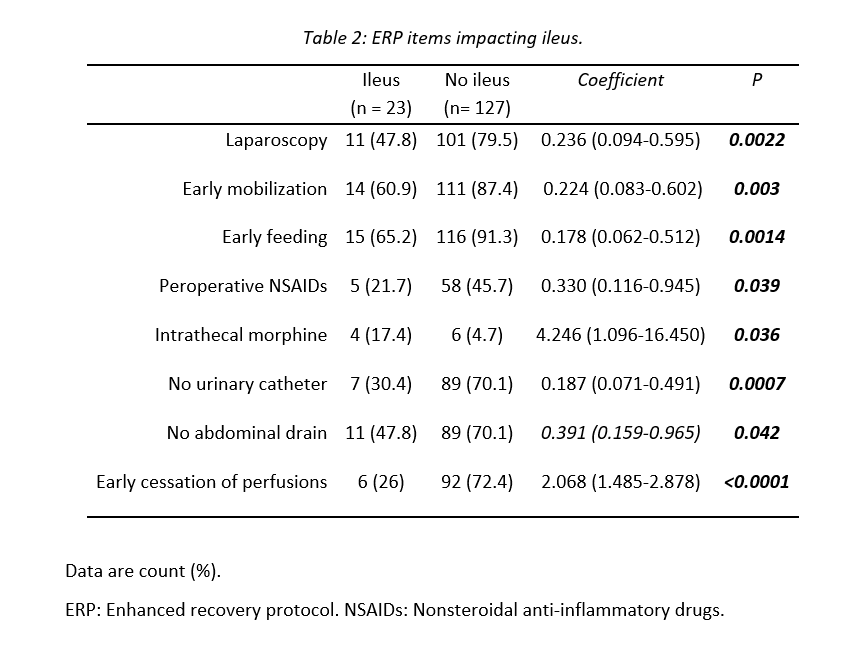 Table 2: ERP items impacting ileus.
Ileus No ileus Coefficient P
(n = 23) (n= 127)
Laparoscopy 11 (47.8) 101 (79.5) 0.236 (0.094-0.595) 0.0022
Early mobilization 14 (60.9) 111 (87.4) 0.224 (0.083-0.602) 0.003
Early feeding 15 (65.2) 116 (91.3) 0.178 (0.062-0.512) 0.0014
Peroperative NSAIDs 5 (21.7) 58 (45.7) 0.330 (0.116-0.945) 0.039
Intrathecal morphine 4 (17.4) 6 (4.7) 4.246 (1.096-16.450) 0.036
No urinary catheter 7 (30.4) 89 (70.1) 0.187 (0.071-0.491) 0.0007
No abdominal drain 11 (47.8) 89 (70.1) 0.391 (0.159-0.965) 0.042
Early cessation of perfusions 6 (26) 92 (72.4) 2.068 (1.485-2.878) <0.0001
Data are count (%).
ERP: Enhanced recovery protocol. NSAIDs: Nonsteroidal anti-inflammatory drugs.